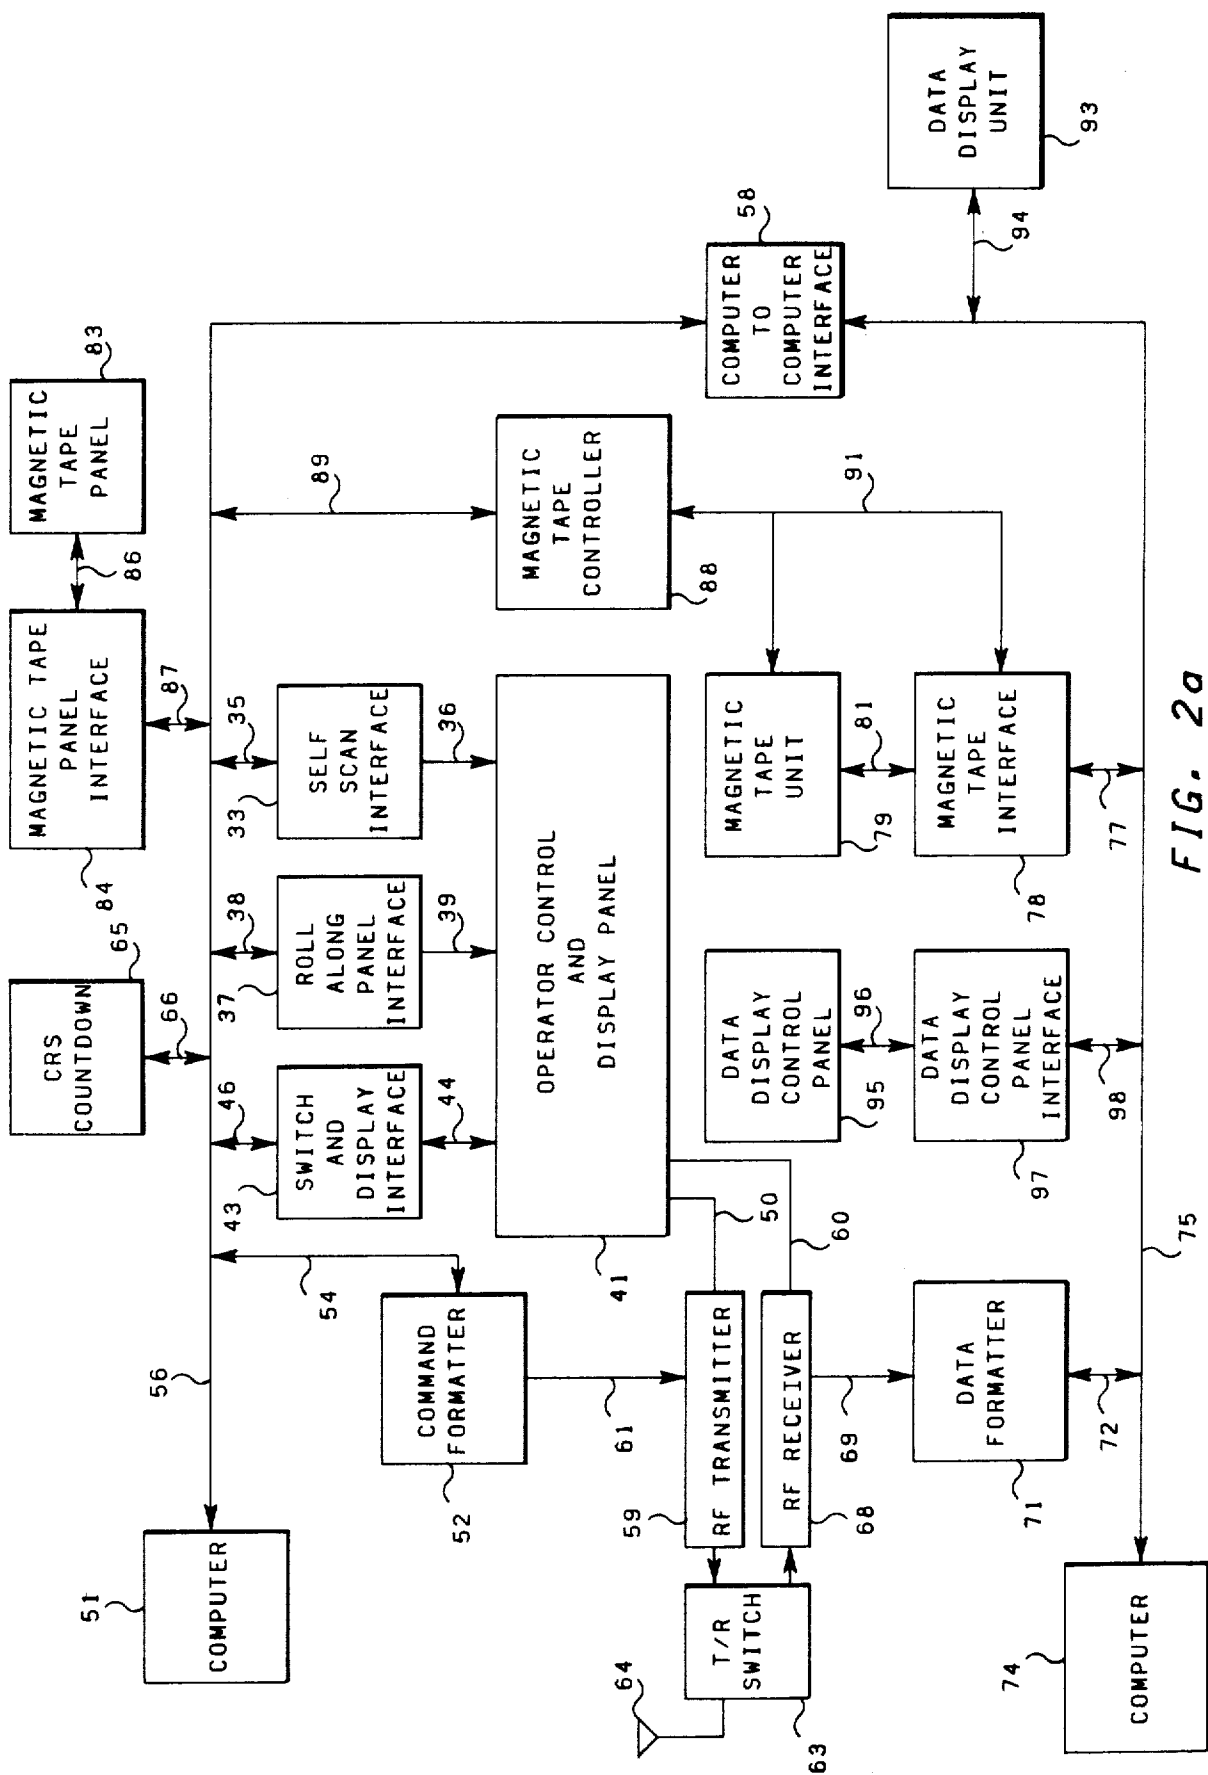 COMPUTER
51
56
CRS
COUNTDOWN
65
66
MAGNETIC TAPE
PANEL
INTERFACE
84
87
86
MAGNETIC
TAPE
PANEL
83
54
46
SWITCH
AND
DISPLAY
INTERFACE
43
44
38
ROLL
ALONG
PANEL
INTERFACE
37
39
35
SELF
SCAN
INTERFACE
33
36
89
COMMAND
FORMATTER
52
61
OPERATOR CONTROL
AND
DISPLAY PANEL
41
MAGNETIC
TAPE
CONTROLLER
88
91
COMPUTER
TO
COMPUTER
INTERFACE
58
64
T/R
SWITCH
63
RF TRANSMITTER
59
RF RECEIVER
68
50
60
69
DATA
DISPLAY
CONTROL
PANEL
95
96
MAGNETIC
TAPE
UNIT
79
81
DATA
FORMATTER
71
72
DATA
DISPLAY
CONTROL
PANEL
INTERFACE
97
98
MAGNETIC
TAPE
INTERFACE
78
77
94
DATA
DISPLAY
UNIT
93
COMPUTER
74
75
FIG. 2a